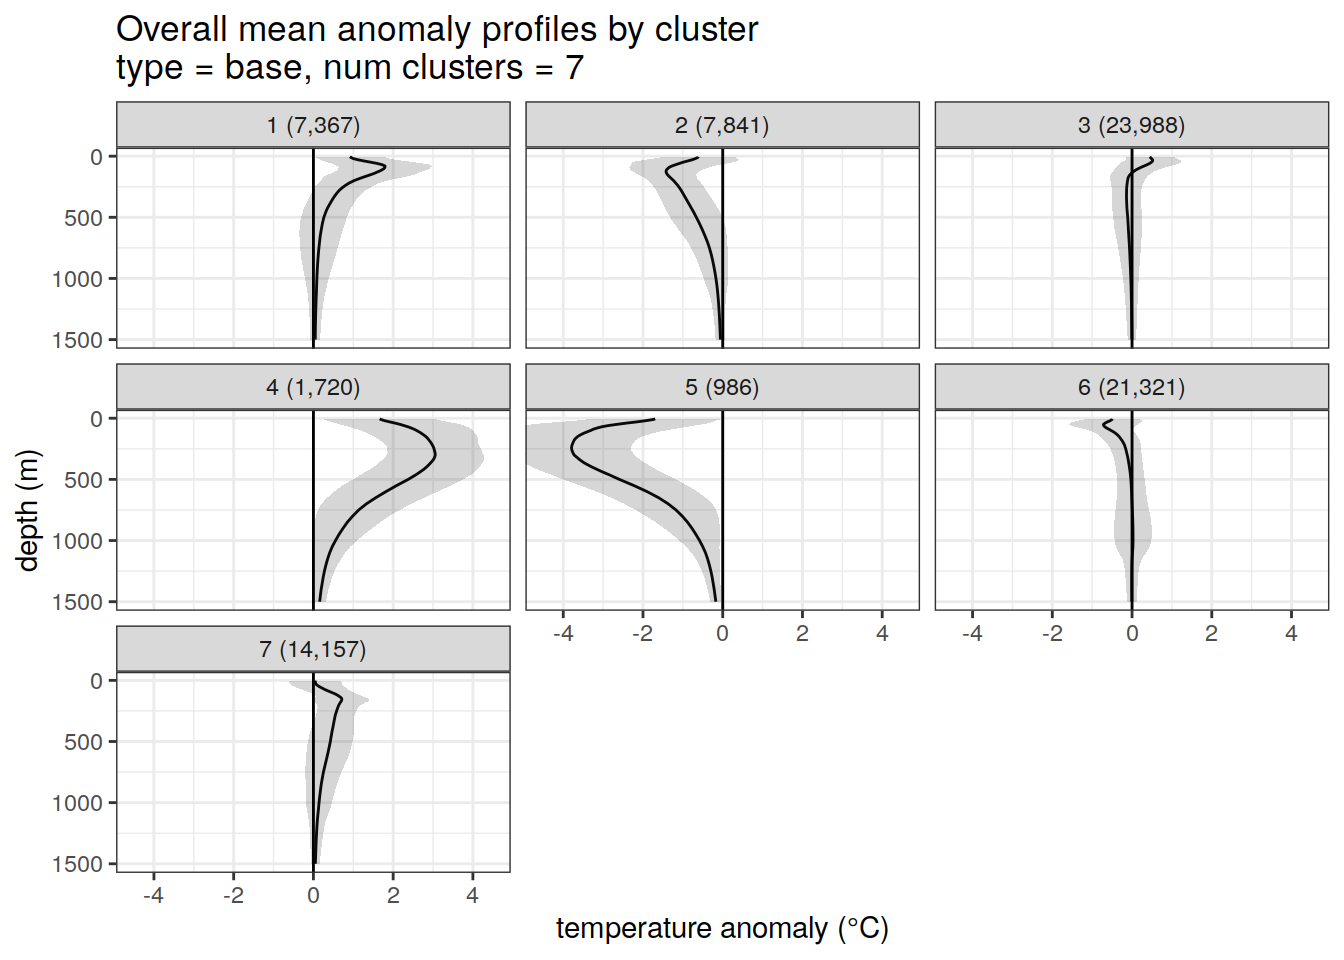 Overall mean anomaly profiles by cluster
type = base, num clusters = 7
1 (7,367)
2 (7,841)
3 (23,988)
0
500
1000
1500
4 (1,720)
5 (986)
6 (21,321)
0
500
1000
1500
-4 -2 0 2 4
-4 -2 0 2 4
7 (14,157)
0
500
1000
1500
-4 -2 0 2 4
depth (m)
temperature anomaly (°C)